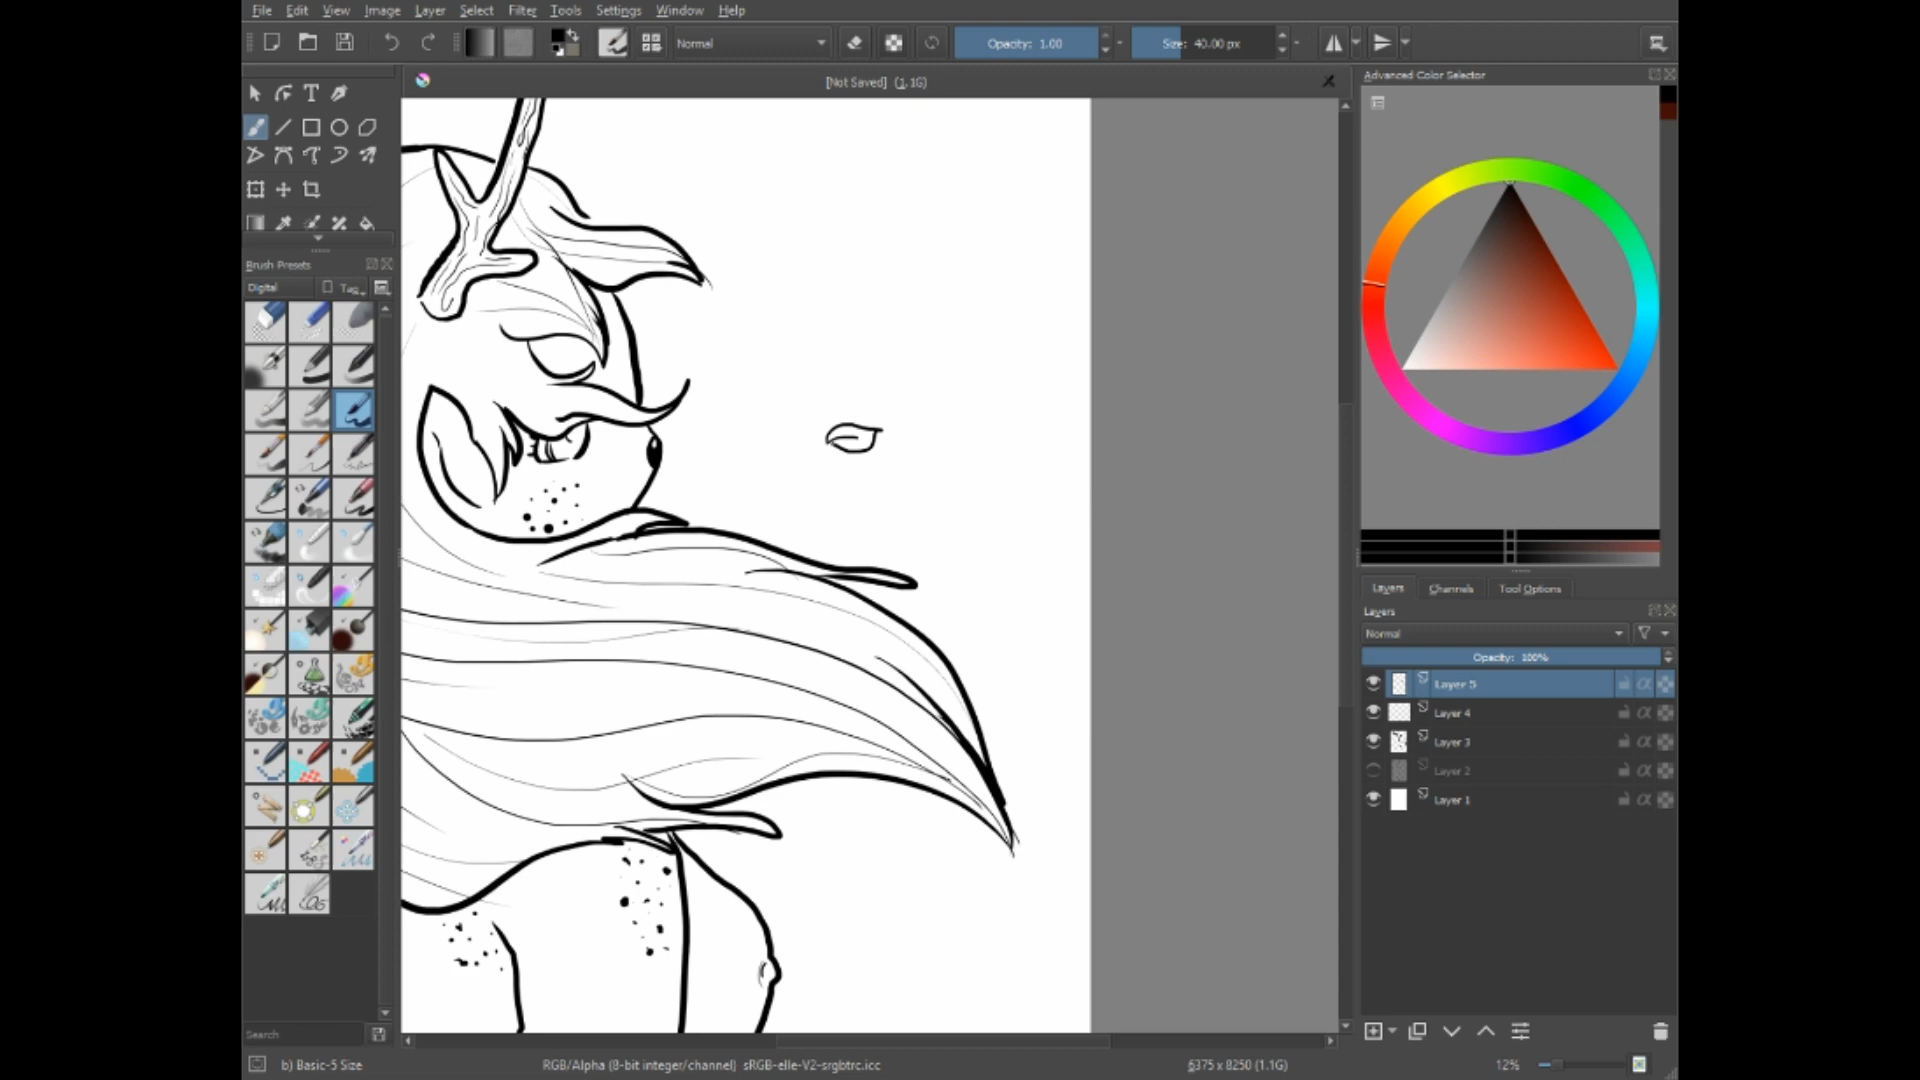 File Edit View Image Layer Select Filter Tools Settings Window Help
Normal Opacity: 1.00 Size: 40.00 px
[Not Saved] (1.1G)
Advanced Color Selector
T
Brush Presets
Digital Tag
Layers Channels Tool Options
Layers
Normal
Opacity: 100%
Layer 5
Layer 4
Layer 3
Layer 2
Layer 1
Search
b) Basic-5 Size RGB/Alpha (8-bit integer/channel) sRGB-elle-V2-srgbtrc.icc 6375 x 8250 (1.1G) 12%